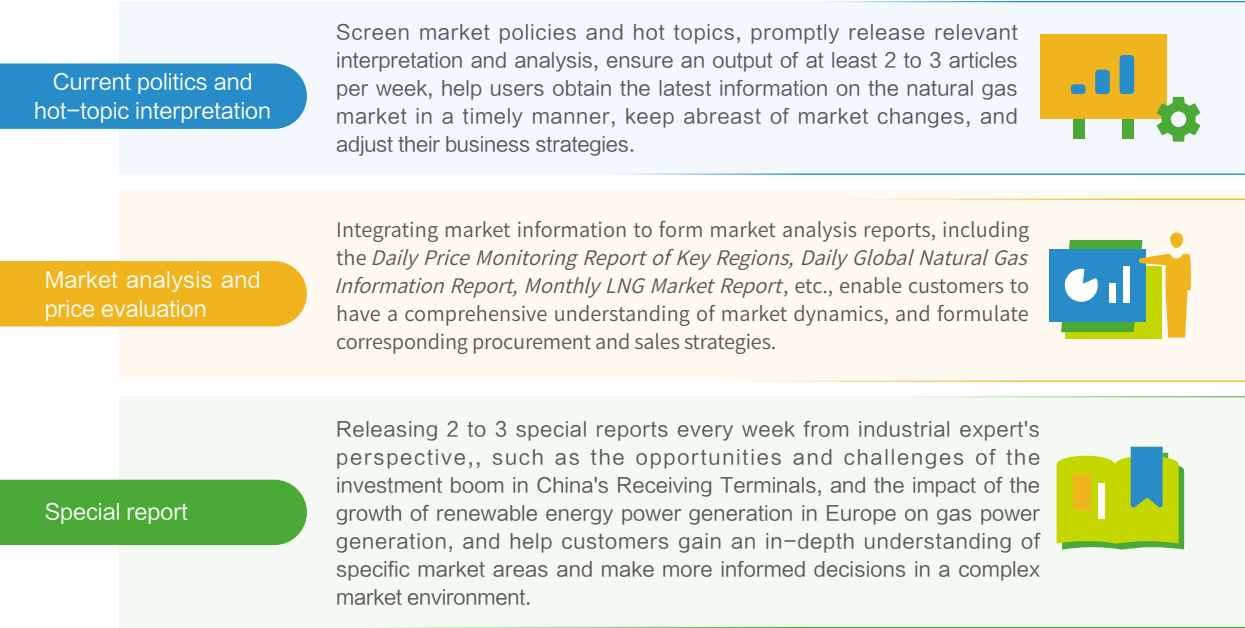 Current politics and
hot-topic interpretation
Screen market policies and hot topics, promptly release relevant
interpretation and analysis, ensure an output of at least 2 to 3 articles
per week, help users obtain the latest information on the natural gas
market in a timely manner, keep abreast of market changes, and
adjust their business strategies.
Market analysis and
price evaluation
Integrating market information to form market analysis reports, including
the Daily Price Monitoring Report of Key Regions, Daily Global Natural Gas
Information Report, Monthly LNG Market Report, etc., enable customers to
have a comprehensive understanding of market dynamics, and formulate
corresponding procurement and sales strategies.
Special report
Releasing 2 to 3 special reports every week from industrial expert's
perspective,, such as the opportunities and challenges of the
investment boom in China's Receiving Terminals, and the impact of the
growth of renewable energy power generation in Europe on gas power
generation, and help customers gain an in-depth understanding of
specific market areas and make more informed decisions in a complex
market environment.